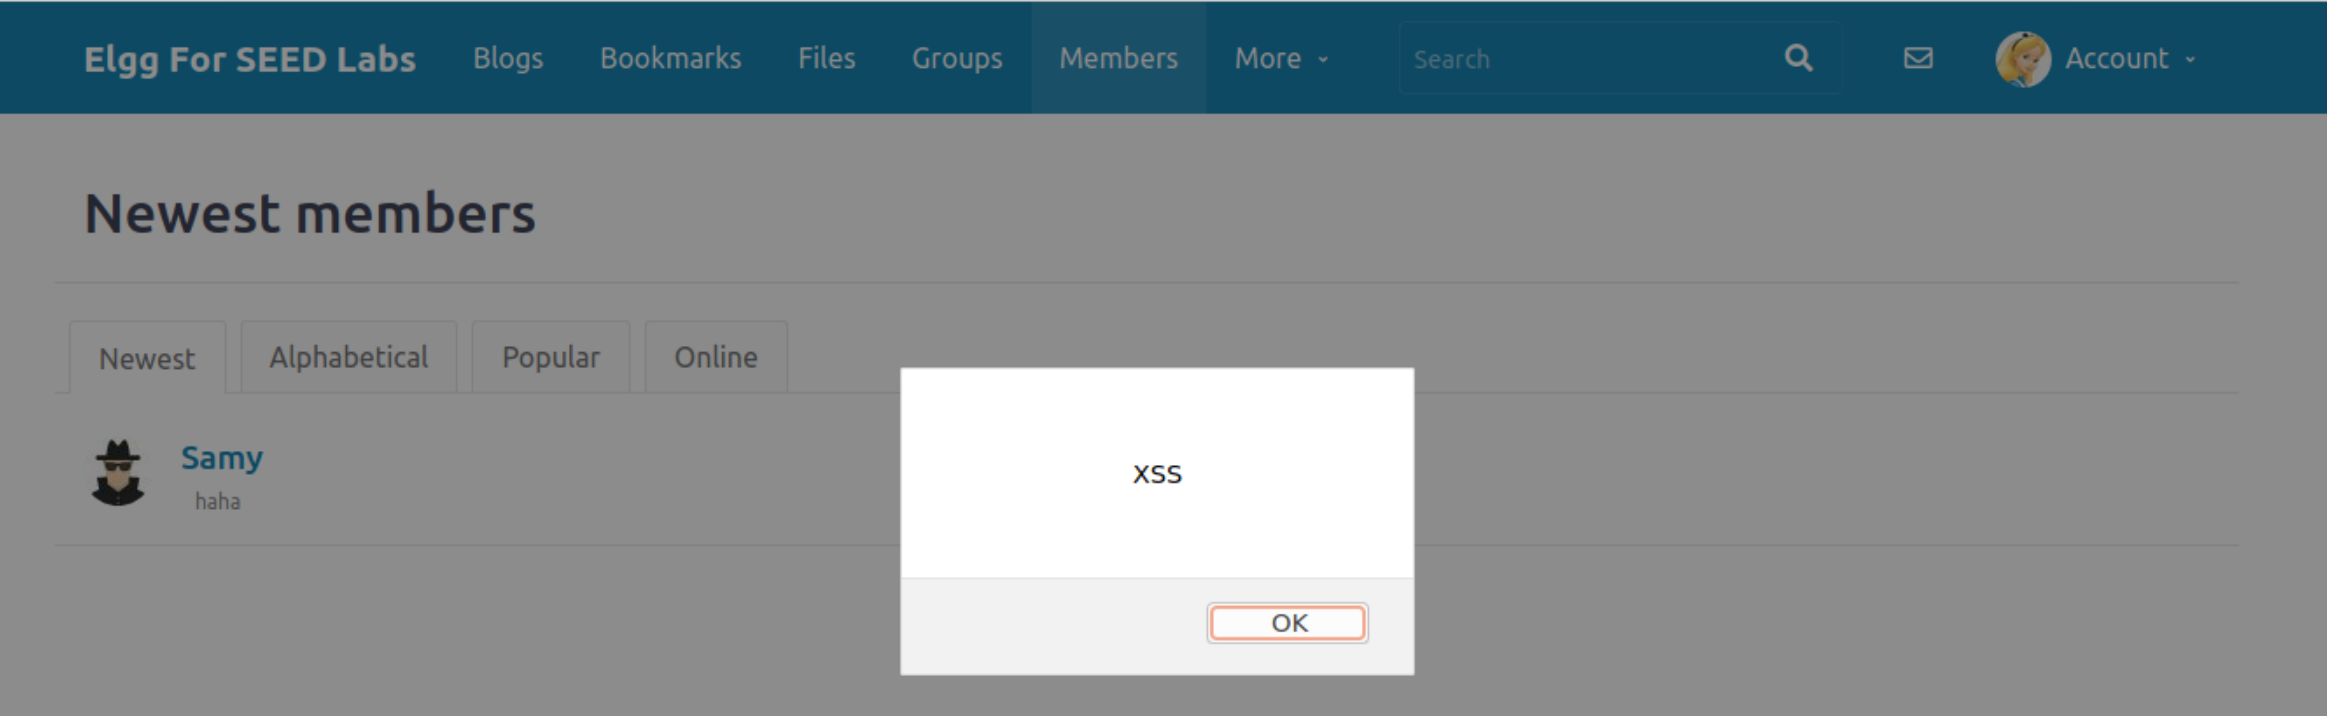 Elgg For SEED Labs Blogs Bookmarks Files Groups Members More Search Account
Newest members
Newest Alphabetical Popular Online
Samy
haha
xss
OK